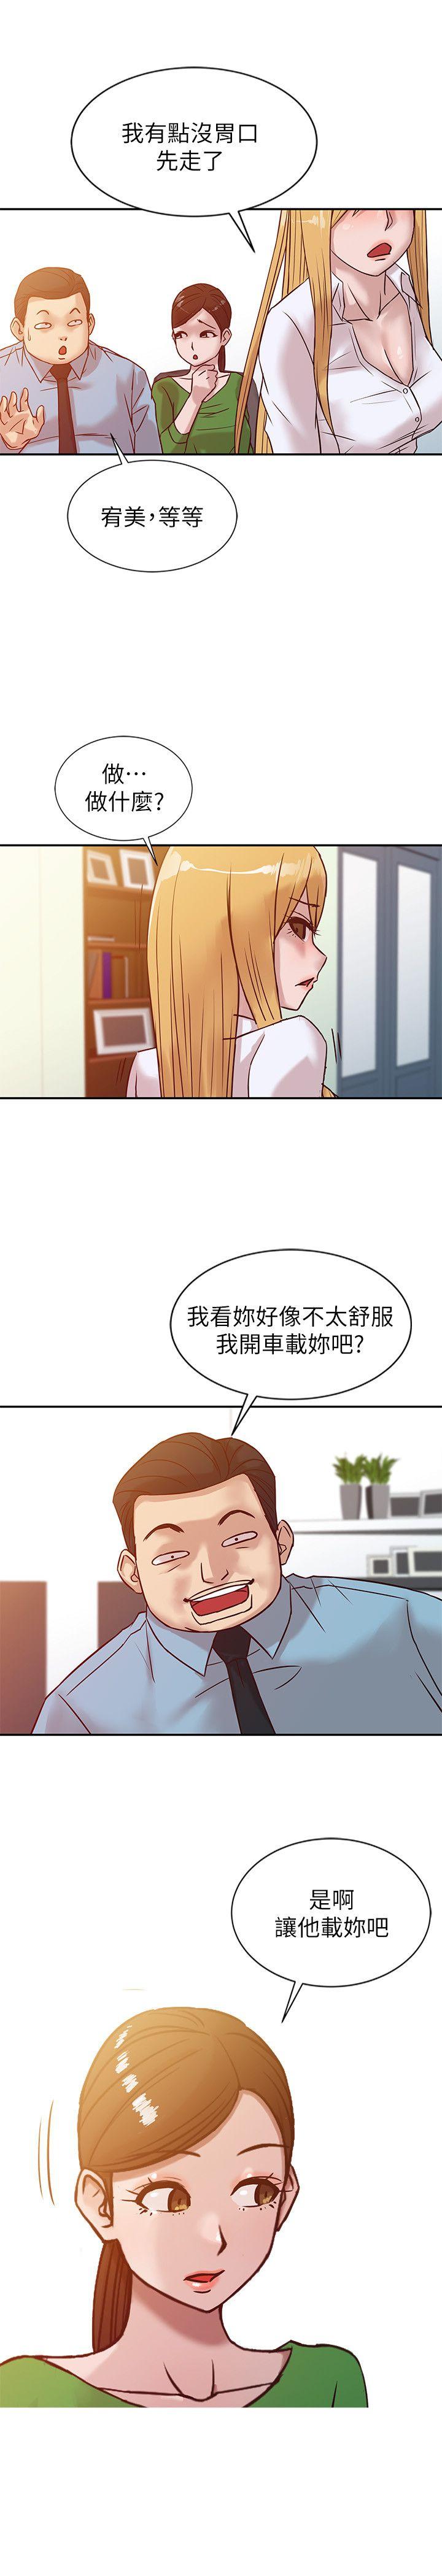 我有點沒胃口
先走了
宥美，等等
做…
做什麼？
我看妳好像不太舒服
我開車載妳吧？
是啊
讓他載妳吧